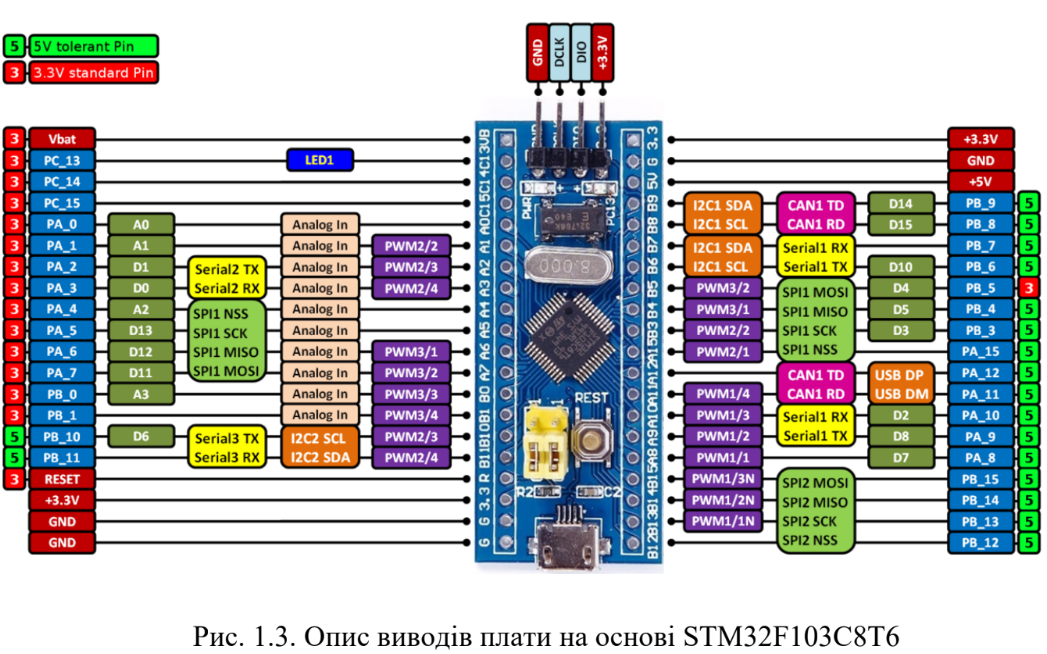 GND DCLK DIO +3.3V
5 5V tolerant Pin
3 3.3V standard Pin
3 Vbat +3.3V
3 PC_13 LED1 GND
3 PC_14 +5V
3 PC_15 I2C1 SDA CAN1 TD D14 PB_9 5
3 PA_0 A0 Analog In I2C1 SCL CAN1 RD D15 PB_8 5
3 PA_1 A1 Analog In PWM2/2 I2C1 SDA Serial1 RX PB_7 5
3 PA_2 D1 Serial2 TX Analog In PWM2/3 I2C1 SCL Serial1 TX D10 PB_6 5
3 PA_3 D0 Serial2 RX Analog In PWM2/4 PWM3/2 SPI1 MOSI D4 PB_5 3
3 PA_4 A2 SPI1 NSS Analog In PWM3/1 SPI1 MISO D5 PB_4 5
3 PA_5 D13 SPI1 SCK Analog In PWM2/2 SPI1 SCK D3 PB_3 5
3 PA_6 D12 SPI1 MISO Analog In PWM3/1 PWM2/1 SPI1 NSS PA_15 5
3 PA_7 D11 SPI1 MOSI Analog In PWM3/2 CAN1 TD USB DP PA_12 5
3 PB_0 A3 Analog In PWM3/3 PWM1/4 CAN1 RD USB DM PA_11 5
3 PB_1 Analog In PWM3/4 PWM1/3 Serial1 RX D2 PA_10 5
5 PB_10 D6 Serial3 TX I2C2 SCL PWM2/3 PWM1/2 Serial1 TX D8 PA_9 5
5 PB_11 Serial3 RX I2C2 SDA PWM2/4 PWM1/1 D7 PA_8 5
3 RESET PWM1/3N SPI2 MOSI PB_15 5
+3.3V PWM1/2N SPI2 MISO PB_14 5
GND PWM1/1N SPI2 SCK PB_13 5
GND SPI2 NSS PB_12 5
G R 3.3 G B11 B10 B1 B0 A7 A6 A5 A4 A3 A2 A1 A0 C15 C14 C13 VB
B12 B13 B14 B15 A8 A9 A10 A11 A12 A15 B3 B4 B5 B6 B7 B8 B9 5V G 3.3
PWR
PC13
8.000
REST
R2
C2
Рис. 1.3. Опис виводів плати на основі STM32F103C8T6